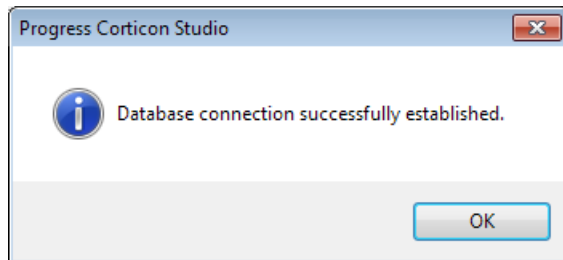 Progress Corticon Studio
Database connection successfully established.
OK